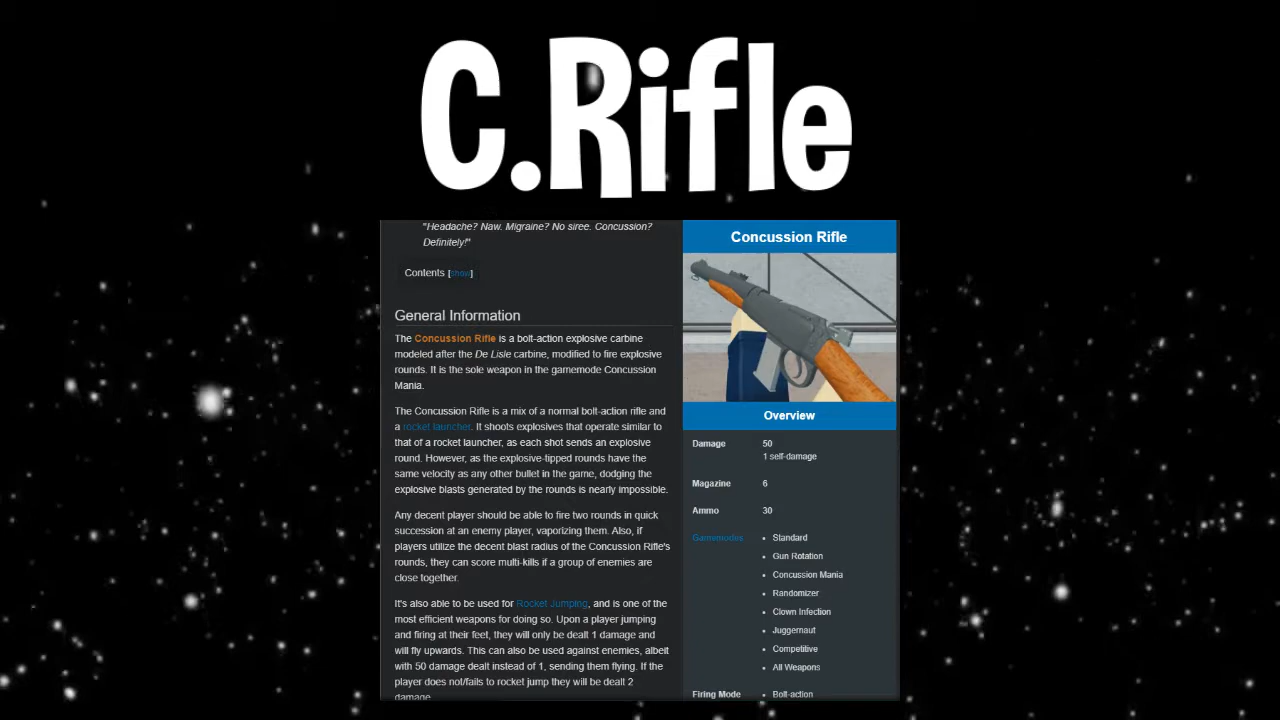 C.Rifle
"Headache? Naw. Migraine? No siree. Concussion?
Definitely!"
Contents [show]
General Information
The Concussion Rifle is a bolt-action explosive carbine
modeled after the De Lisle carbine, modified to fire explosive
rounds. It is the sole weapon in the gamemode Concussion
Mania.
The Concussion Rifle is a mix of a normal bolt-action rifle and
a rocket launcher. It shoots explosives that operate similar to
that of a rocket launcher, as each shot sends an explosive
round. However, as the explosive-tipped rounds have the
same velocity as any other bullet in the game, dodging the
explosive blasts generated by the rounds is nearly impossible.
Any decent player should be able to fire two rounds in quick
succession at an enemy player, vaporizing them. Also, if
players utilize the decent blast radius of the Concussion Rifle's
rounds, they can score multi-kills if a group of enemies are
close together.
It's also able to be used for Rocket Jumping, and is one of the
most efficient weapons for doing so. Upon a player jumping
and firing at their feet, they will only be dealt 1 damage and
will fly upwards. This can also be used against enemies, albeit
with 50 damage dealt instead of 1, sending them flying. If the
player does not/fails to rocket jump they will be dealt 2
damage.
Concussion Rifle
Overview
Damage 50
1 self-damage
Magazine 6
Ammo 30
Gamemodes • Standard
• Gun Rotation
• Concussion Mania
• Randomizer
• Clown Infection
• Juggernaut
• Competitive
• All Weapons
Firing Mode • Bolt-action